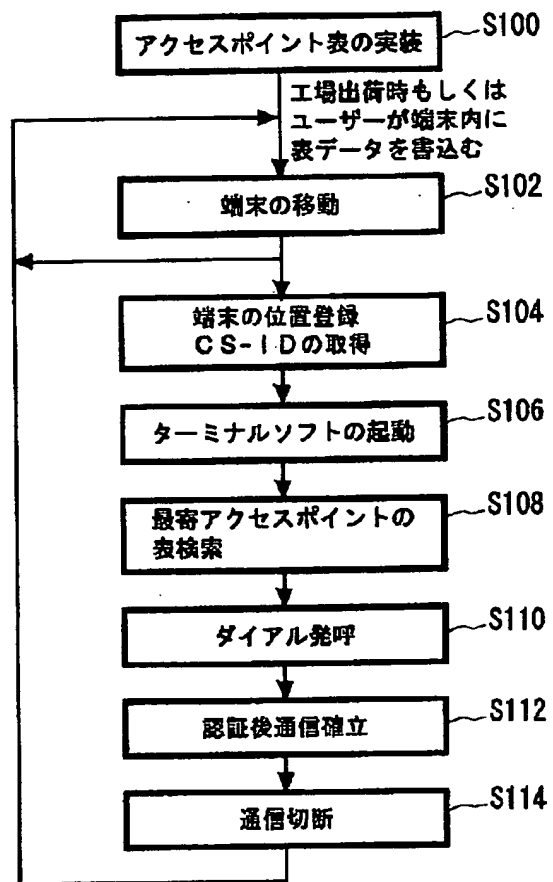 アクセスポイント表の実装
S100
工場出荷時もしくは
ユーザーが端末内に
表データを書込む
端末の移動
S102
端末の位置登録
CS-IDの取得
S104
ターミナルソフトの起動
S106
最寄アクセスポイントの
表検索
S108
ダイアル発呼
S110
認証後通信確立
S112
通信切断
S114